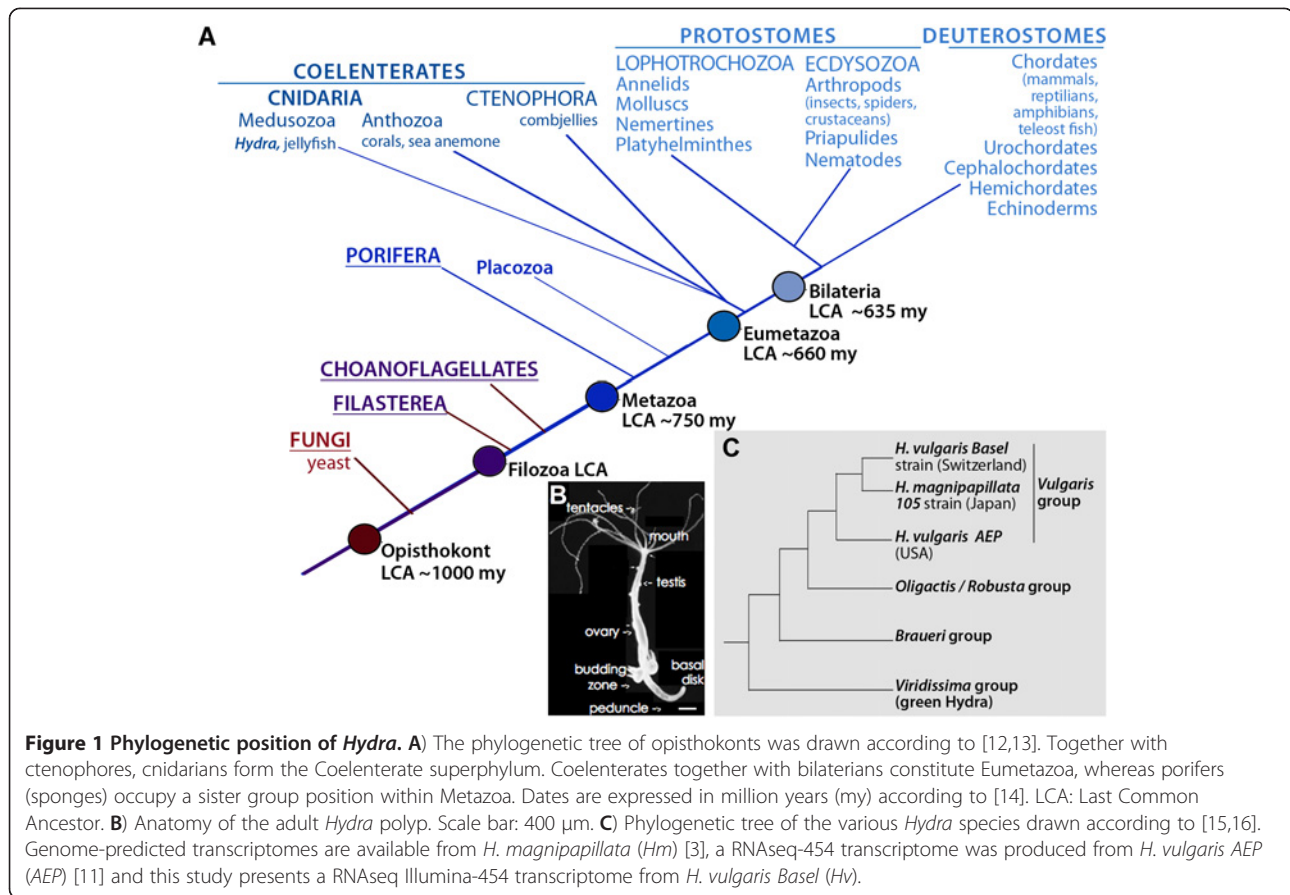 A
COELENTERATES
CNIDARIA
Medusozoa
Hydra, jellyfish
Anthozoa
corals, sea anemone
CTENOPHORA
combjellies
PROTOSTOMES
LOPHOTROCHOZOA
Annelids
Molluscs
Nemertines
Platyhelminthes
ECDYSOZOA
Arthropods
(insects, spiders,
crustaceans)
Priapulides
Nematodes
DEUTEROSTOMES
Chordates
(mammals,
reptilians,
amphibians,
teleost fish)
Urochordates
Cephalochordates
Hemichordates
Echinoderms
PORIFERA
Placozoa
Bilateria
LCA ~635 my
Eumetazoa
LCA ~660 my
CHOANOFLAGELLATES
FILASTEREA
Metazoa
LCA ~750 my
FUNGI
yeast
Filozoa LCA
Opisthokont
LCA ~1000 my
B
tentacles
mouth
testis
ovary
budding
zone
basal
disk
peduncle
C
H. vulgaris Basel
strain (Switzerland)
H. magnipapillata
105 strain (Japan)
Vulgaris
group
H. vulgaris AEP
(USA)
Oligactis / Robusta group
Braueri group
Viridissima group
(green Hydra)
Figure 1 Phylogenetic position of Hydra. A) The phylogenetic tree of opisthokonts was drawn according to [12,13]. Together with
ctenophores, cnidarians form the Coelenterate superphylum. Coelenterates together with bilaterians constitute Eumetazoa, whereas porifers
(sponges) occupy a sister group position within Metazoa. Dates are expressed in million years (my) according to [14]. LCA: Last Common
Ancestor. B) Anatomy of the adult Hydra polyp. Scale bar: 400 μm. C) Phylogenetic tree of the various Hydra species drawn according to [15,16].
Genome-predicted transcriptomes are available from H. magnipapillata (Hm) [3], a RNAseq-454 transcriptome was produced from H. vulgaris AEP
(AEP) [11] and this study presents a RNAseq Illumina-454 transcriptome from H. vulgaris Basel (Hv).